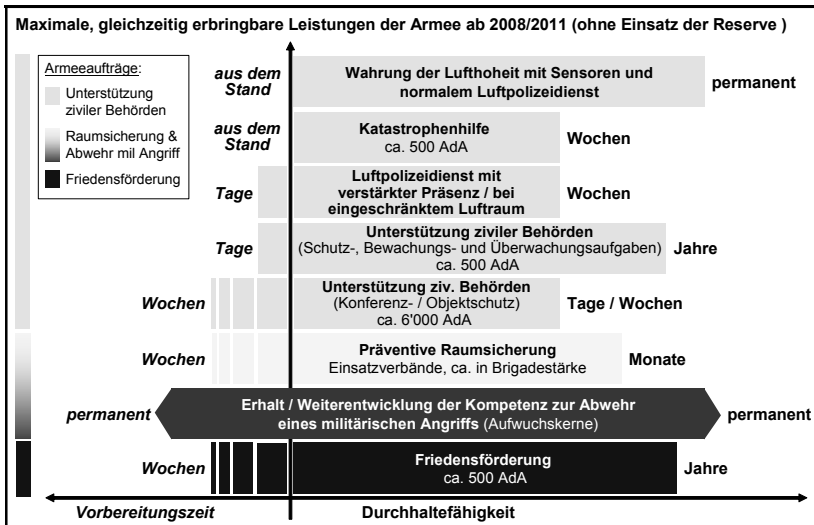 Maximale, gleichzeitig erbringbare Leistungen der Armee ab 2008/2011 (ohne Einsatz der Reserve )
Armeeaufträge:
Unterstützung
ziviler Behörden
Raumsicherung &
Abwehr mil Angriff
Friedensförderung
aus dem
Stand
Wahrung der Lufthoheit mit Sensoren und
normalem Luftpolizeidienst
permanent
aus dem
Stand
Katastrophenhilfe
ca. 500 AdA
Wochen
Tage
Luftpolizeidienst mit
verstärkter Präsenz / bei
eingeschränktem Luftraum
Wochen
Tage
Unterstützung ziviler Behörden
(Schutz-, Bewachungs- und Überwachungsaufgaben)
ca. 500 AdA
Jahre
Wochen
Unterstützung ziv. Behörden
(Konferenz- / Objektschutz)
ca. 6'000 AdA
Tage / Wochen
Wochen
Präventive Raumsicherung
Einsatzverbände, ca. in Brigadestärke
Monate
permanent
Erhalt / Weiterentwicklung der Kompetenz zur Abwehr
eines militärischen Angriffs (Aufwuchskerne)
permanent
Wochen
Friedensförderung
ca. 500 AdA
Jahre
Vorbereitungszeit
Durchhaltefähigkeit